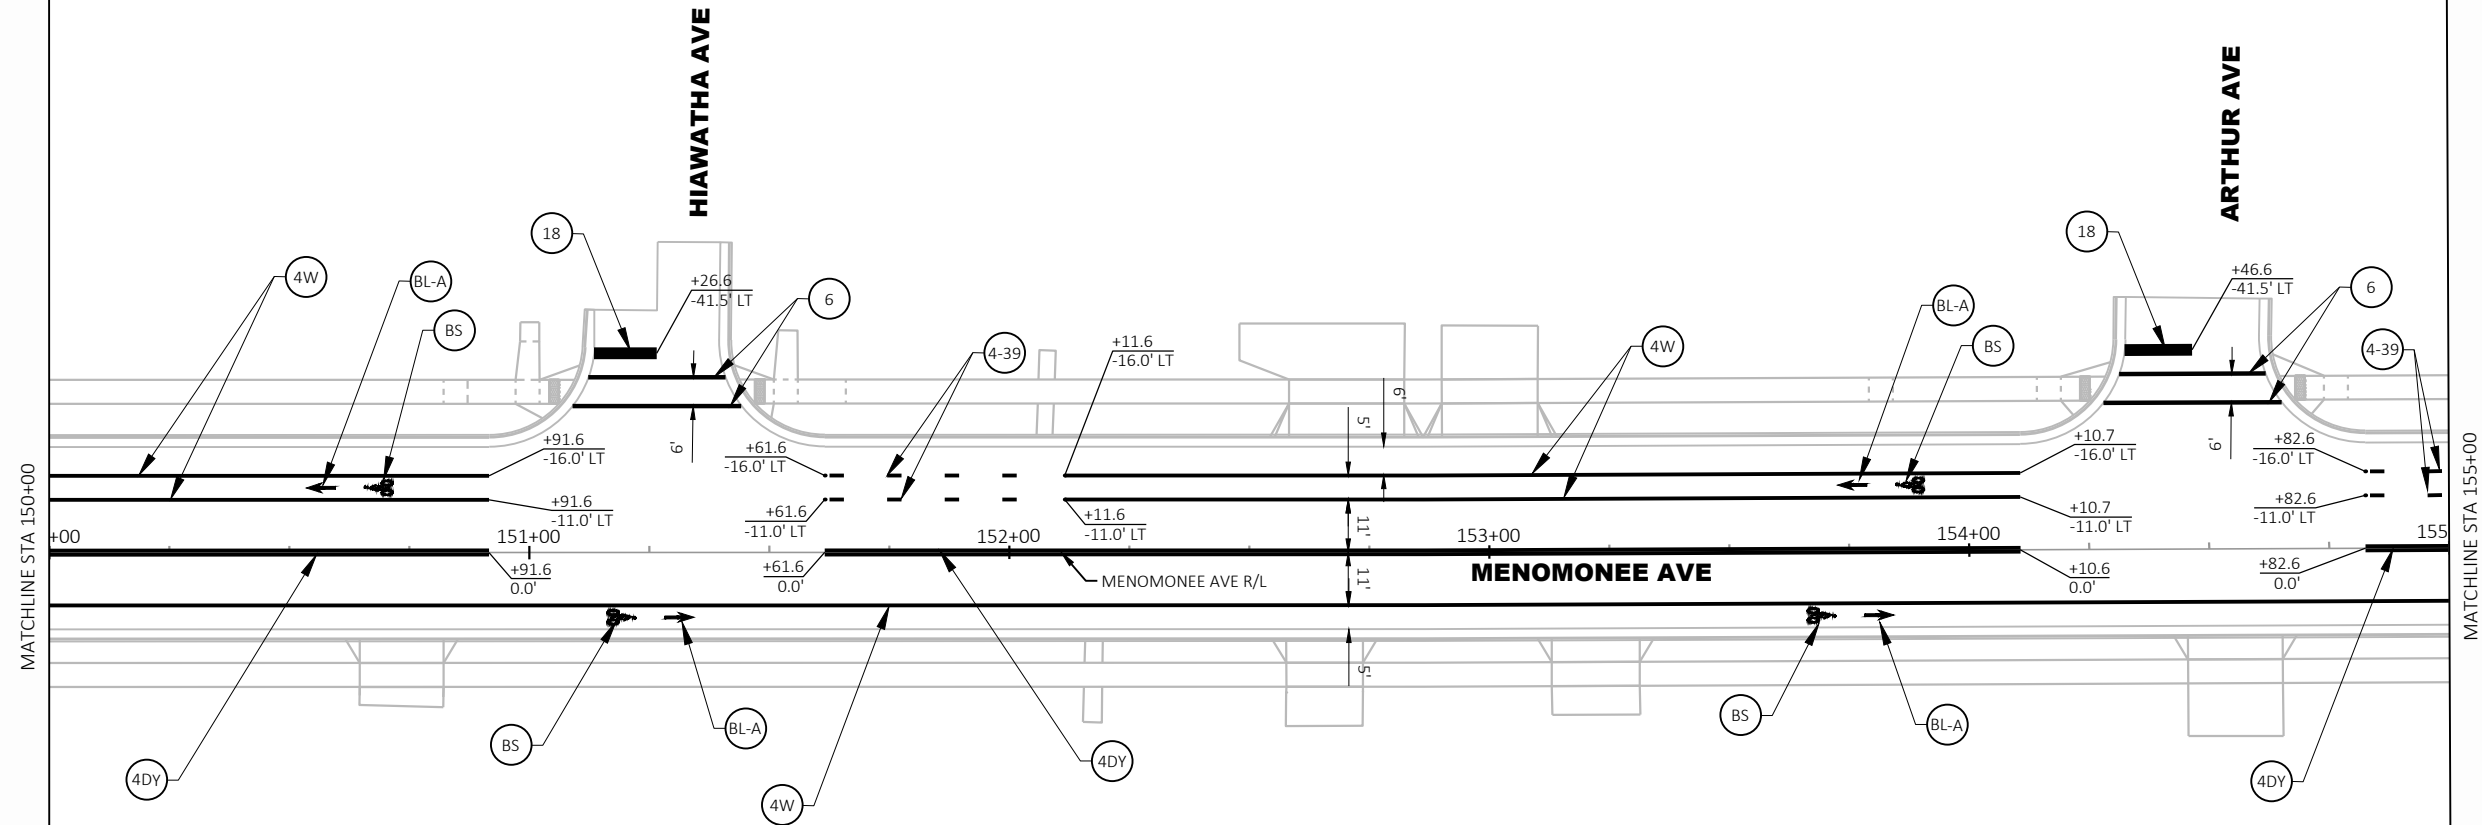 HIAWATHA AVE
ARTHUR AVE
18
18
4W
BL-A
BS
+26.6
-41.5' LT
6
4-39
+11.6
-16.0' LT
4W
BL-A
BS
+46.6
-41.5' LT
6
4-39
6'
5'
9'
9'
+91.6
-16.0' LT
+61.6
-16.0' LT
+10.7
-16.0' LT
+82.6
-16.0' LT
+91.6
-11.0' LT
+61.6
-11.0' LT
+11.6
-11.0' LT
+10.7
-11.0' LT
+82.6
-11.0' LT
MATCHLINE STA 150+00
MATCHLINE STA 155+00
+00
151+00
152+00
153+00
154+00
155
11'
11'
+91.6
0.0'
+61.6
0.0'
MENOMONEE AVE R/L
MENOMONEE AVE
+10.6
0.0'
+82.6
0.0'
5'
BS
BL-A
BS
BL-A
4DY
4W
4DY
4DY